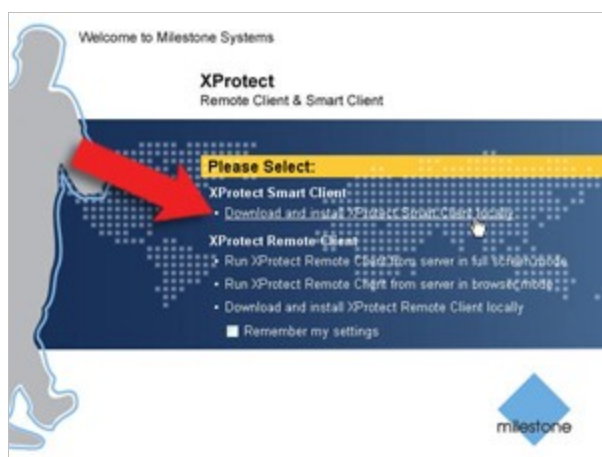 Welcome to Milestone Systems
XProtect
Remote Client & Smart Client
Please Select:
XProtect Smart Client
• Download and install XProtect Smart Client locally
XProtect Remote Client
• Run XProtect Remote Client from server in full screen mode
• Run XProtect Remote Client from server in browser mode
• Download and install XProtect Remote Client locally
Remember my settings
milestone